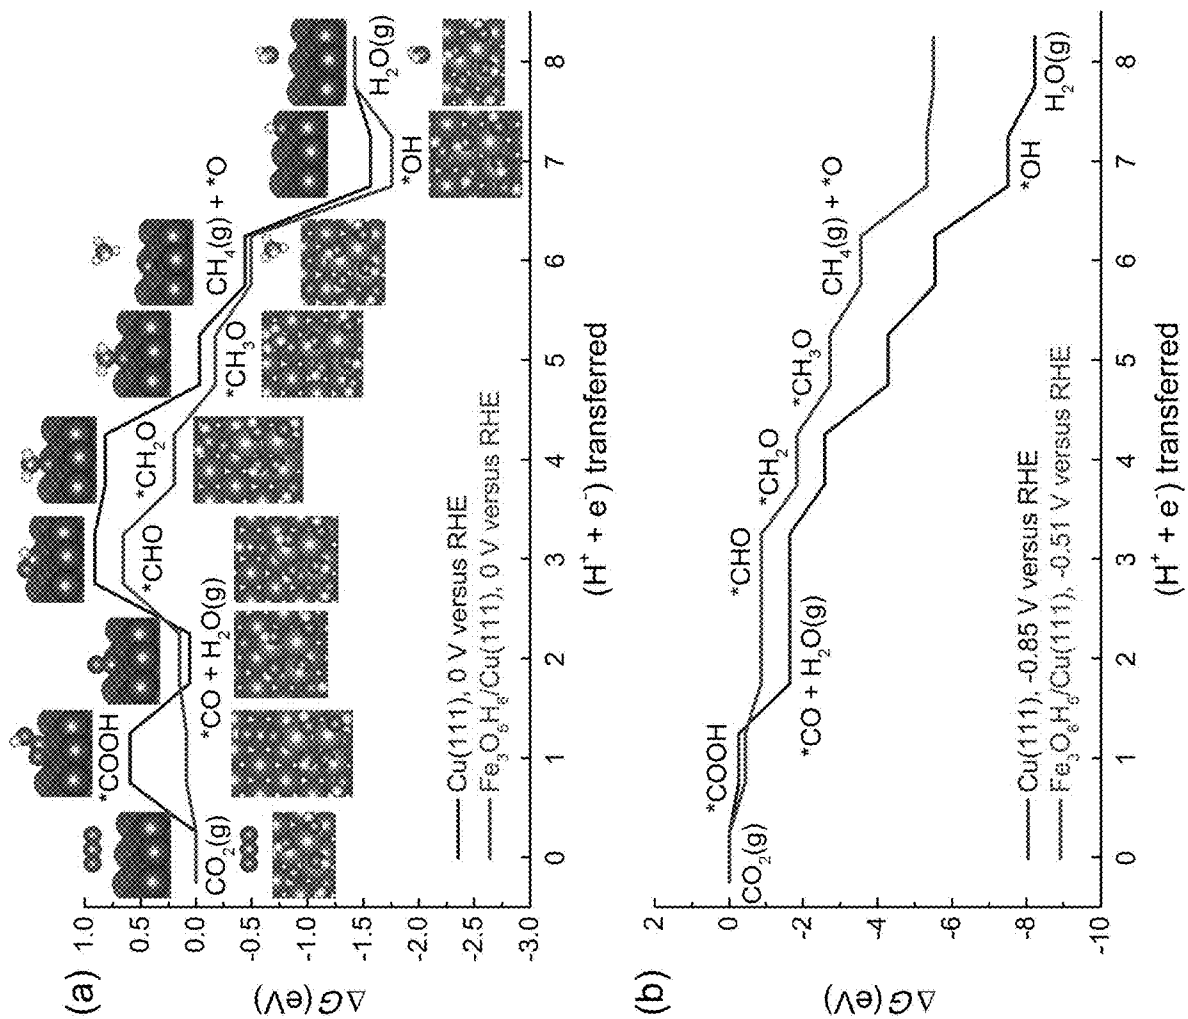 (a)
ΔG (eV)
1.0
0.5
0.0
-0.5
-1.0
-1.5
-2.0
-2.5
-3.0
CO₂(g)
*COOH
*CO + H₂O(g)
*CHO
*CH₂O
*CH₃O
CH₄(g) + *O
*OH
H₂O(g)
Cu(111), 0 V versus RHE
Fe₃O₆H₆/Cu(111), 0 V versus RHE
0 1 2 3 4 5 6 7 8
(H⁺ + e⁻) transferred
(b)
ΔG (eV)
2
0
-2
-4
-6
-8
-10
CO₂(g)
*COOH
*CO + H₂O(g)
*CHO
*CH₂O
*CH₃O
CH₄(g) + *O
*OH
H₂O(g)
Cu(111), -0.85 V versus RHE
Fe₃O₆H₆/Cu(111), -0.51 V versus RHE
0 1 2 3 4 5 6 7 8
(H⁺ + e⁻) transferred